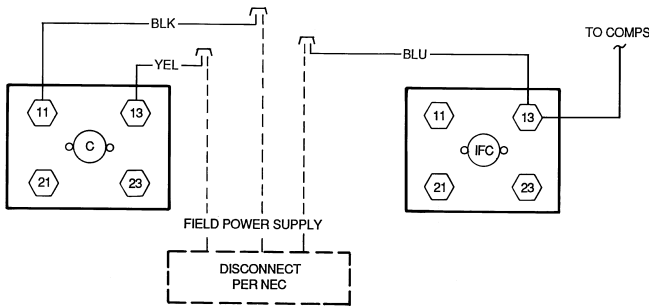 BLK
TO COMPS
YEL
BLU
11
13
11
13
C
IFC
21
23
21
23
FIELD POWER SUPPLY
DISCONNECT
PER NEC